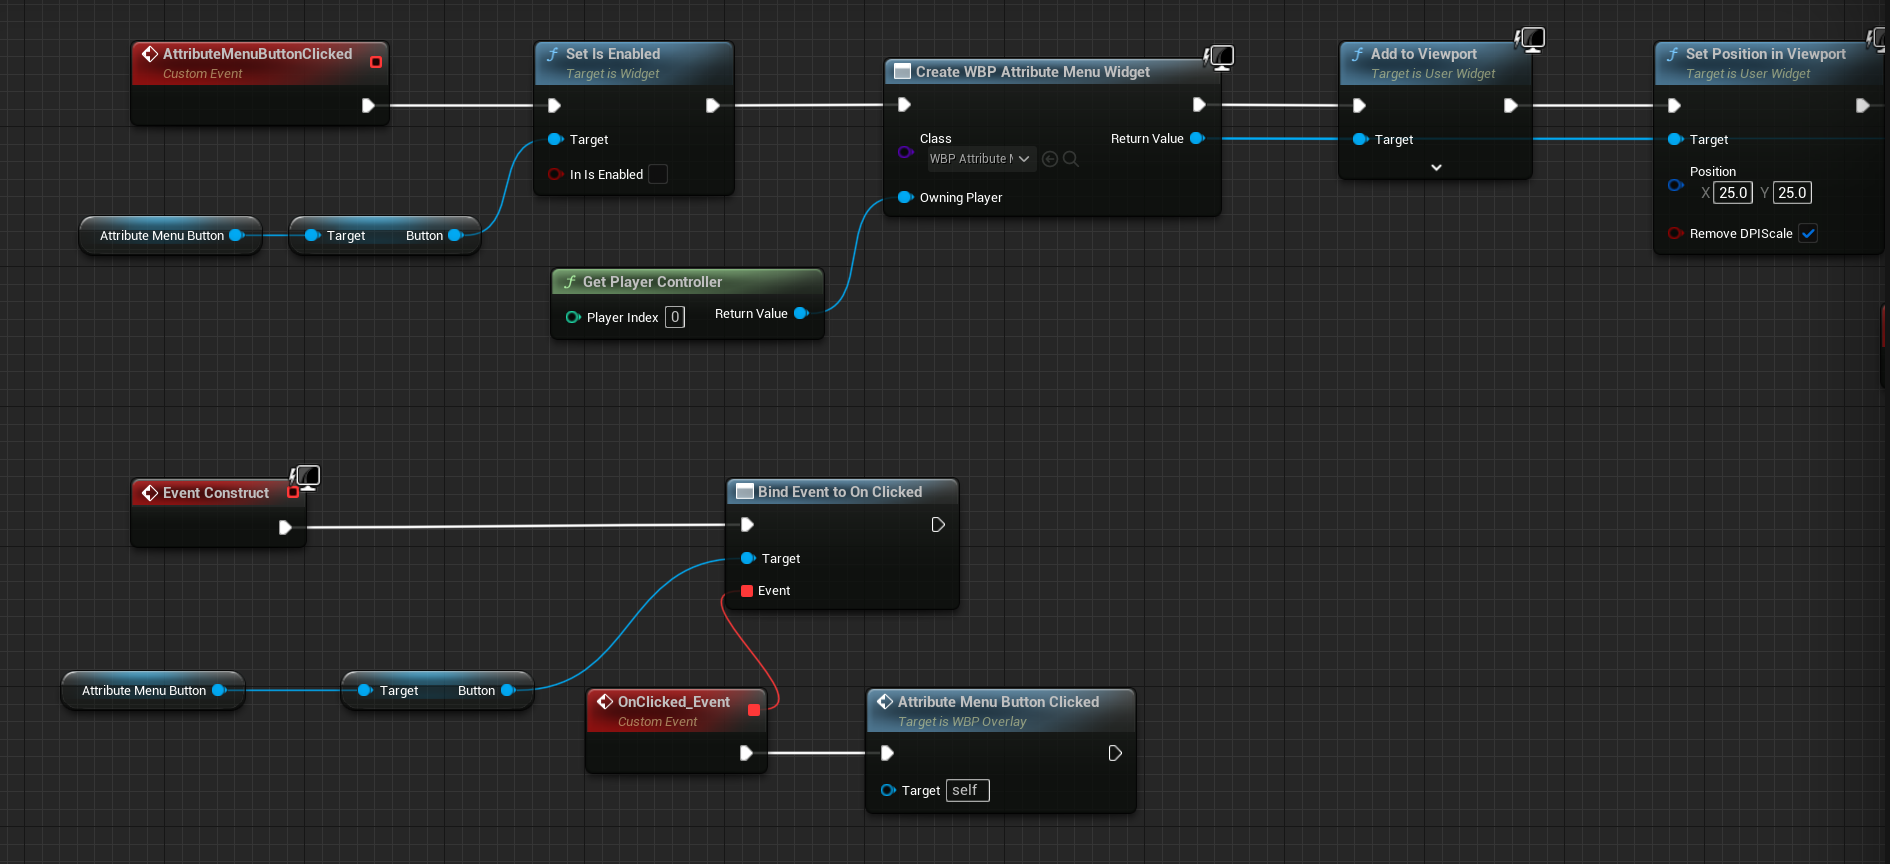 AttributeMenuButtonClicked
Custom Event
Set Is Enabled
Target is Widget
Target
In Is Enabled
Attribute Menu Button
Target
Button
Create WBP Attribute Menu Widget
Class
WBP Attribute
Return Value
Owning Player
Get Player Controller
Player Index 0
Return Value
Add to Viewport
Target is User Widget
Target
Set Position in Viewport
Target is User Widget
Target
Position
X 25.0 Y 25.0
Remove DPIScale
Event Construct
Bind Event to On Clicked
Target
Event
Attribute Menu Button
Target
Button
OnClicked_Event
Custom Event
Attribute Menu Button Clicked
Target is WBP Overlay
Target self